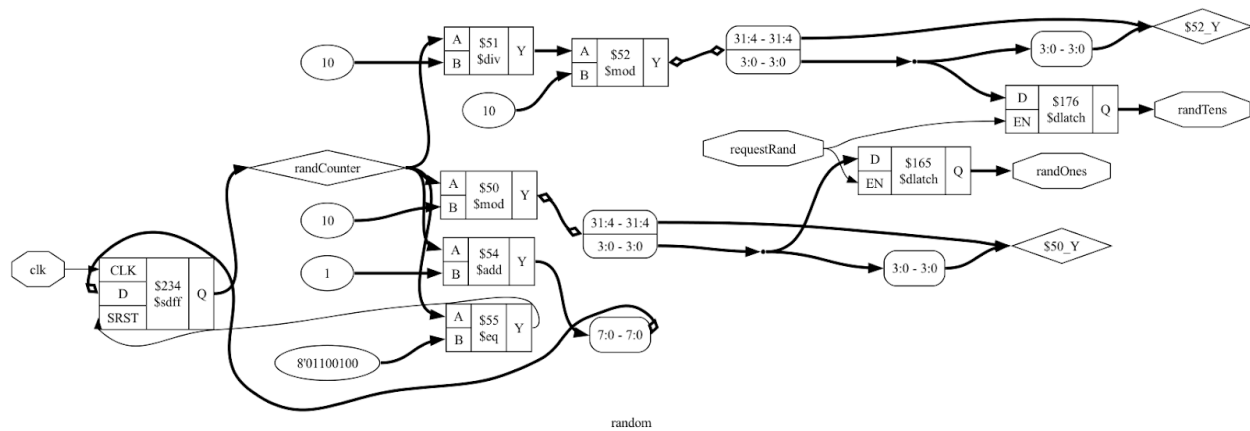 10
A
B
$51
$div
Y
10
A
B
$52
$mod
Y
31:4 - 31:4
3:0 - 3:0
3:0 - 3:0
$52_Y
D
EN
$176
$dlatch
Q
randTens
requestRand
D
EN
$165
$dlatch
Q
randOnes
randCounter
10
A
B
$50
$mod
Y
31:4 - 31:4
3:0 - 3:0
3:0 - 3:0
$50_Y
1
A
B
$54
$add
Y
clk
CLK
D
SRST
$234
$sdff
Q
8'01100100
A
B
$55
$eq
Y
7:0 - 7:0
random